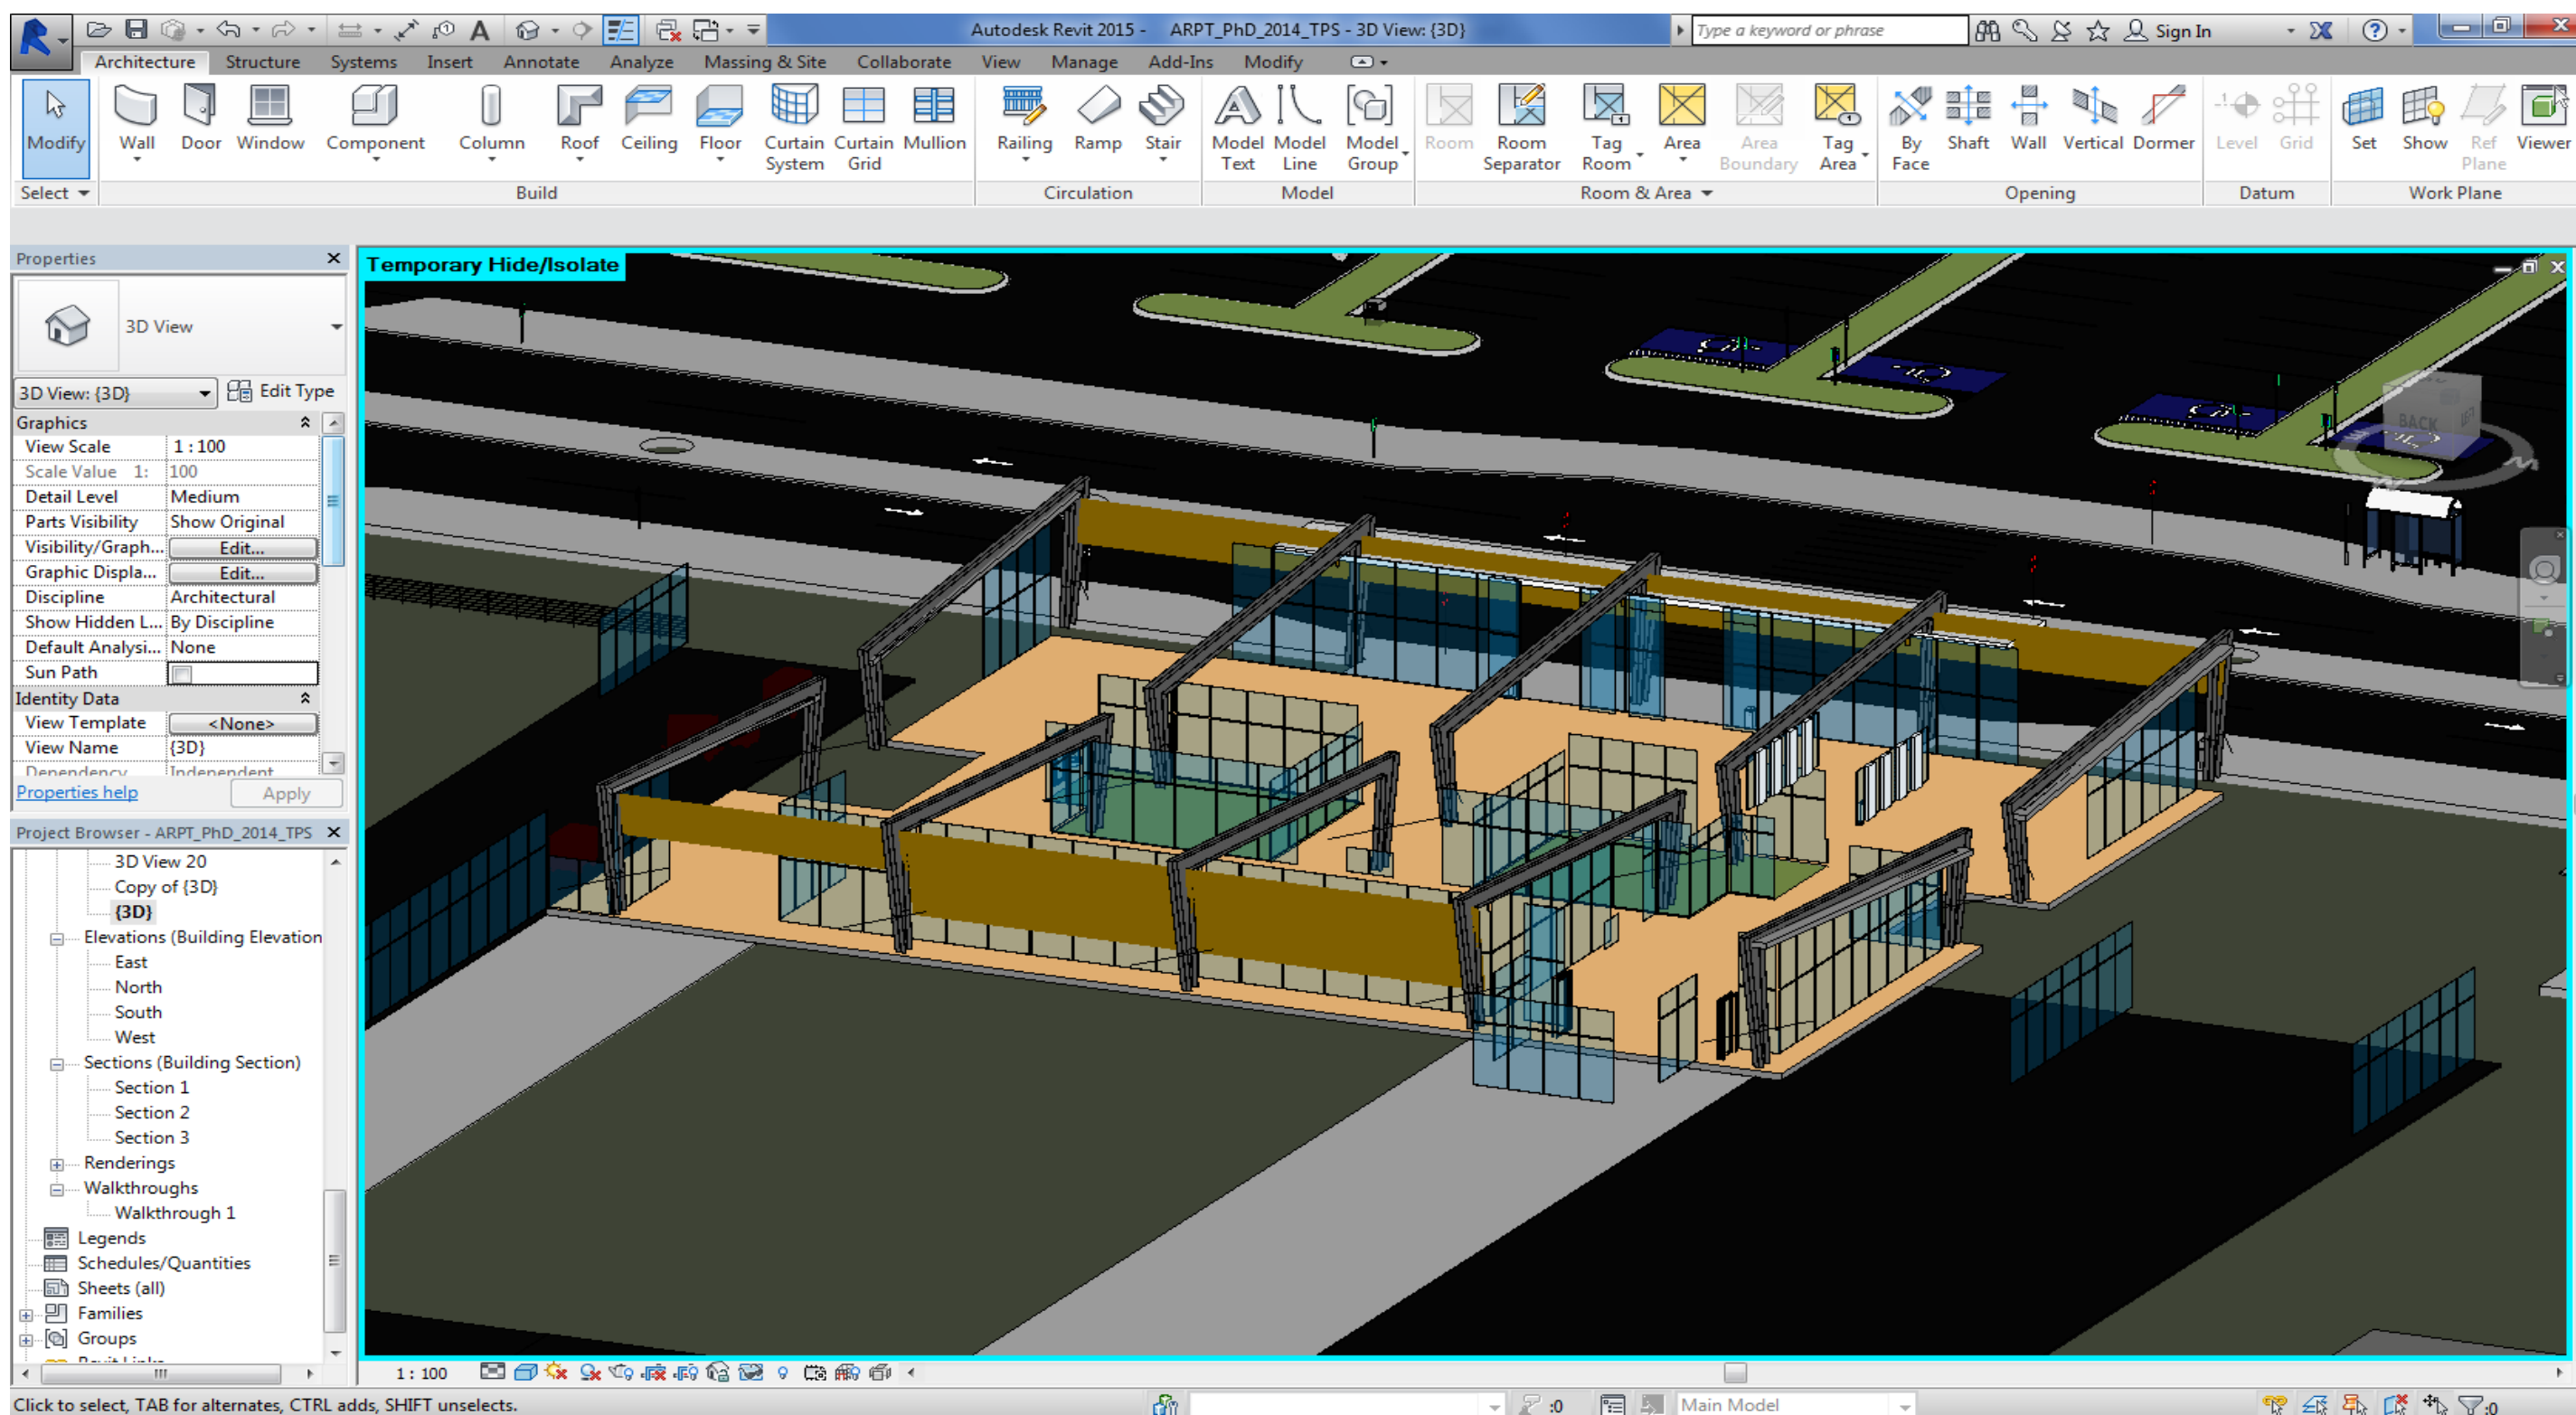 Autodesk Revit 2015 - ARPT_PhD_2014_TPS - 3D View: {3D}
Type a keyword or phrase
Sign In
Architecture Structure Systems Insert Annotate Analyze Massing & Site Collaborate View Manage Add-Ins Modify
Modify Wall Door Window Component Column Roof Ceiling Floor Curtain System Curtain Grid Mullion Railing Ramp Stair Model Text Model Line Model Group Room Room Separator Tag Room Area Area Boundary Tag Area By Face Shaft Wall Vertical Dormer Level Grid Set Show Ref Plane Viewer
Select Build Circulation Model Room & Area Opening Datum Work Plane
Properties
3D View
3D View: {3D} Edit Type
Graphics
View Scale 1 : 100
Scale Value 1: 100
Detail Level Medium
Parts Visibility Show Original
Visibility/Graph... Edit...
Graphic Displa... Edit...
Discipline Architectural
Show Hidden L... By Discipline
Default Analysi... None
Sun Path
Identity Data
View Template <None>
View Name {3D}
Dependency Independent
Properties help Apply
Project Browser - ARPT_PhD_2014_TPS
3D View 20
Copy of {3D}
{3D}
Elevations (Building Elevation
East
North
South
West
Sections (Building Section)
Section 1
Section 2
Section 3
Renderings
Walkthroughs
Walkthrough 1
Legends
Schedules/Quantities
Sheets (all)
Families
Groups
Revit Links
Temporary Hide/Isolate
BACK
1 : 100
Click to select, TAB for alternates, CTRL adds, SHIFT unselects.
:0
Main Model
:0